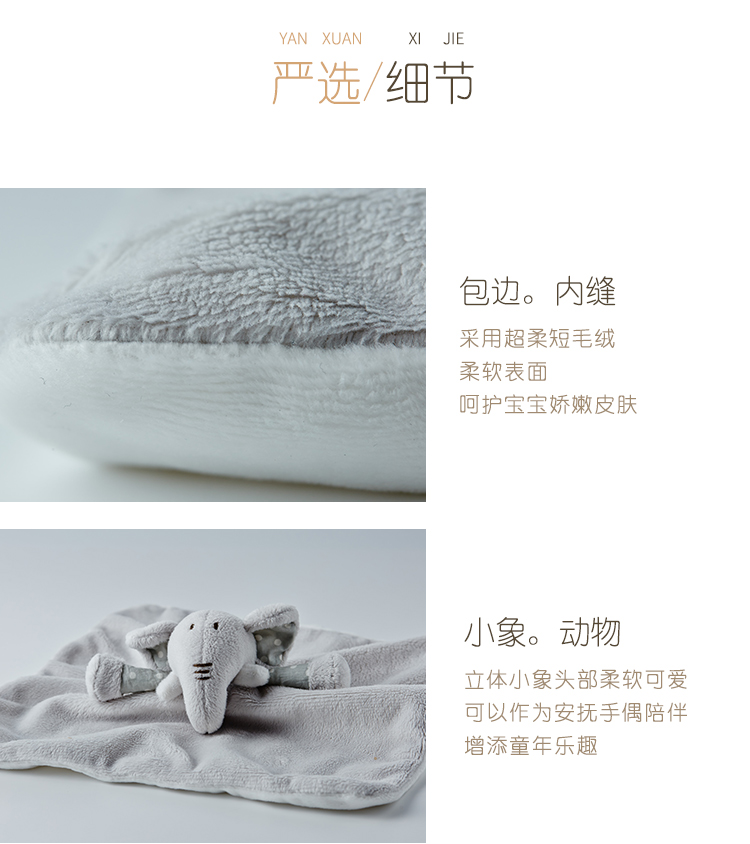 YAN XUAN XI JIE
严选/细节
包边。内缝
采用超柔短毛绒
柔软表面
呵护宝宝娇嫩皮肤
小象。动物
立体小象头部柔软可爱
可以作为安抚手偶陪伴
增添童年乐趣